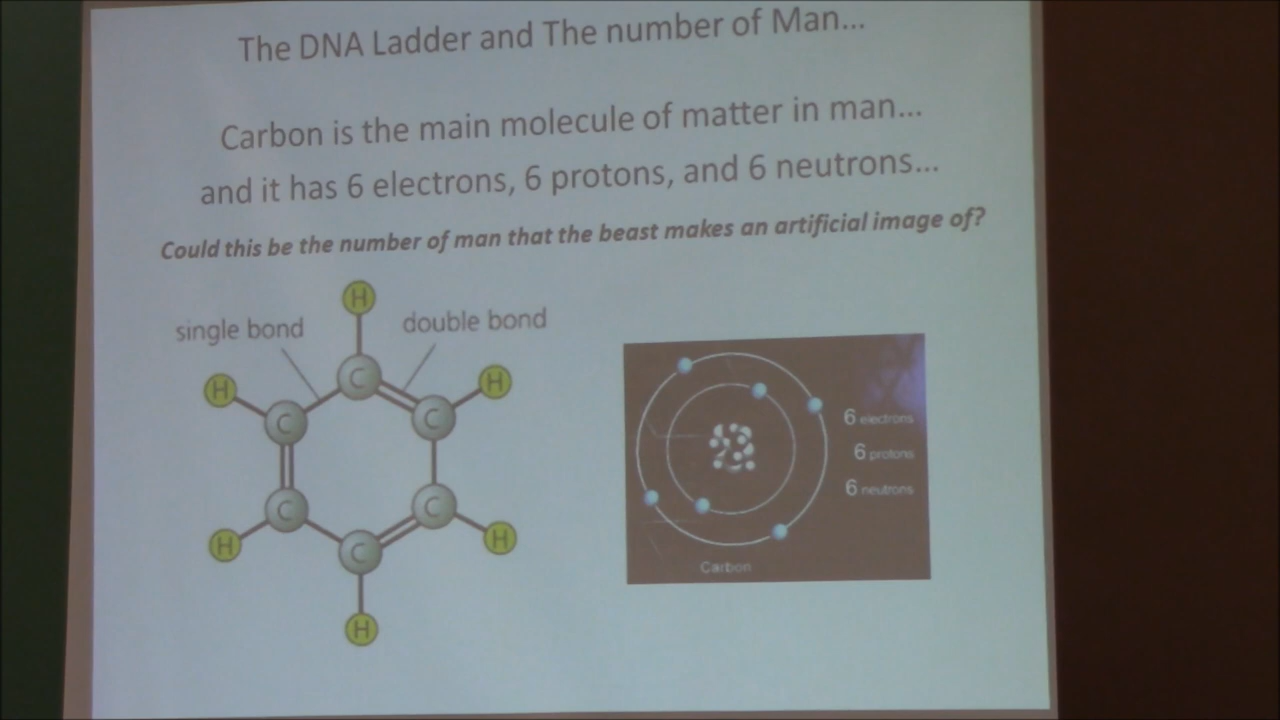 The DNA Ladder and The number of Man...
Carbon is the main molecule of matter in man...
and it has 6 electrons, 6 protons, and 6 neutrons...
Could this be the number of man that the beast makes an artificial image of?
single bond
double bond
H
H
H
C
C
C
C
C
C
H
H
H
6 electrons
6 protons
6 neutrons
Carbon